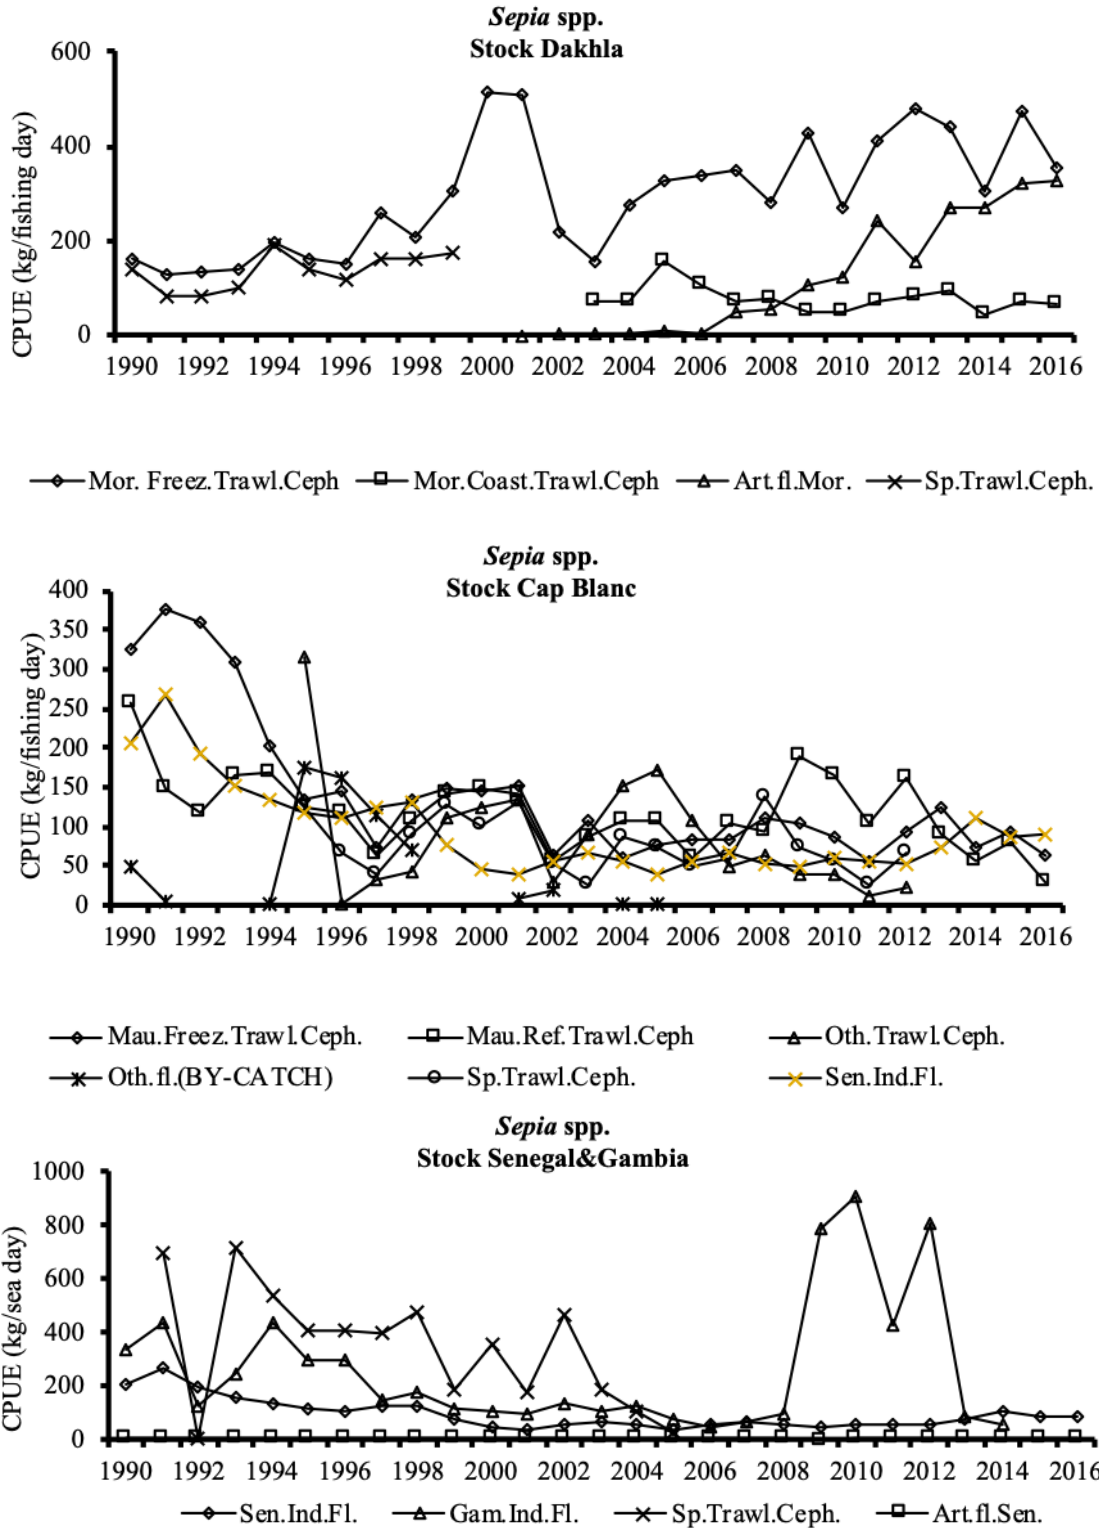 Sepia spp.
Stock Dakhla
CPUE (kg/fishing day)
600
400
200
0
1990 1992 1994 1996 1998 2000 2002 2004 2006 2008 2010 2012 2014 2016
Mor. Freez.Trawl.Ceph Mor.Coast.Trawl.Ceph Art.fl.Mor. Sp.Trawl.Ceph.
Sepia spp.
Stock Cap Blanc
CPUE (kg/fishing day)
400
350
300
250
200
150
100
50
0
1990 1992 1994 1996 1998 2000 2002 2004 2006 2008 2010 2012 2014 2016
Mau.Freez.Trawl.Ceph. Mau.Ref.Trawl.Ceph Oth.Trawl.Ceph.
Oth.fl.(BY-CATCH) Sp.Trawl.Ceph. Sen.Ind.Fl.
Sepia spp.
Stock Senegal&Gambia
CPUE (kg/sea day)
1000
800
600
400
200
0
1990 1992 1994 1996 1998 2000 2002 2004 2006 2008 2010 2012 2014 2016
Sen.Ind.Fl. Gam.Ind.Fl. Sp.Trawl.Ceph. Art.fl.Sen.